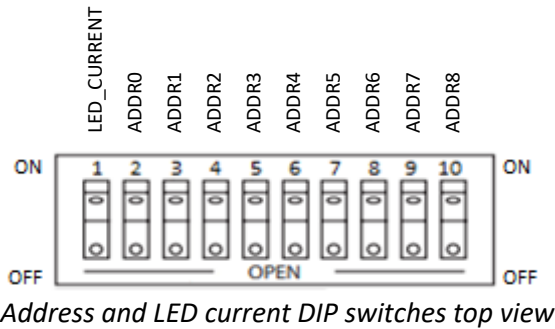 LED_CURRENT
ADDR0
ADDR1
ADDR2
ADDR3
ADDR4
ADDR5
ADDR6
ADDR7
ADDR8
ON 1 2 3 4 5 6 7 8 9 10 ON
OFF OPEN OFF
Address and LED current DIP switches top view